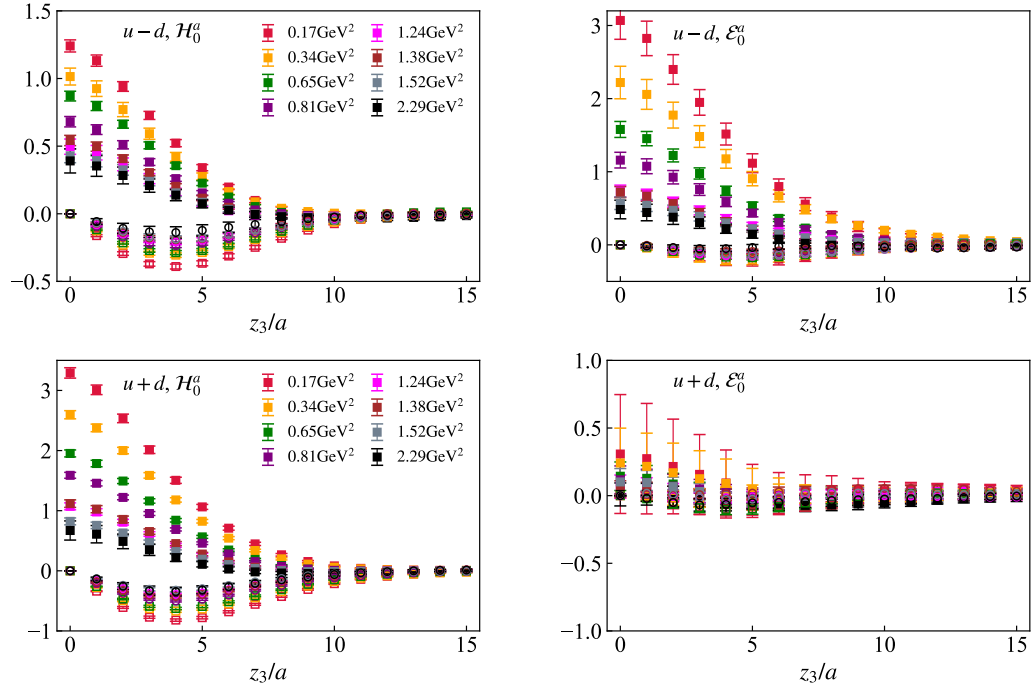 u − d, ℋ₀ᵃ
0.17GeV² 1.24GeV²
0.34GeV² 1.38GeV²
0.65GeV² 1.52GeV²
0.81GeV² 2.29GeV²
1.5
1.0
0.5
0.0
−0.5
0 5 10 15
z₃/a
u − d, ℰ₀ᵃ
3
2
1
0
0 5 10 15
z₃/a
u + d, ℋ₀ᵃ
0.17GeV² 1.24GeV²
0.34GeV² 1.38GeV²
0.65GeV² 1.52GeV²
0.81GeV² 2.29GeV²
3
2
1
0
−1
0 5 10 15
z₃/a
u + d, ℰ₀ᵃ
1.0
0.5
0.0
−0.5
−1.0
0 5 10 15
z₃/a